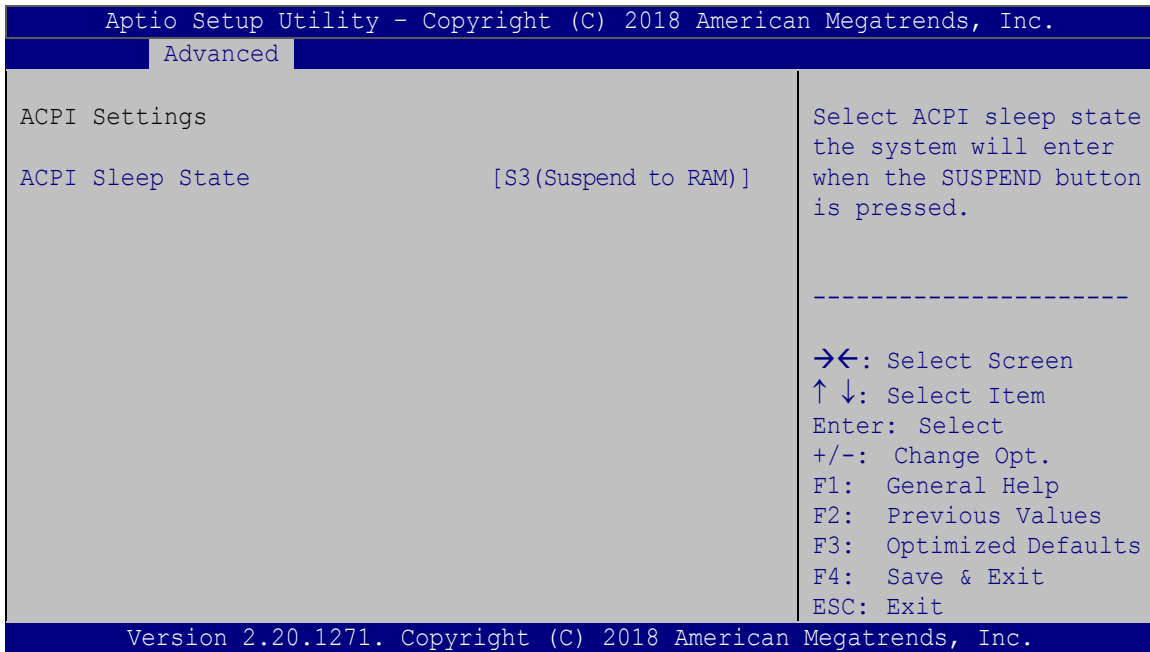 Aptio Setup Utility – Copyright (C) 2018 American Megatrends, Inc.
Advanced
ACPI Settings
ACPI Sleep State [S3(Suspend to RAM)]
Select ACPI sleep state
the system will enter
when the SUSPEND button
is pressed.
----------------------
→←: Select Screen
↑ ↓: Select Item
Enter: Select
+/-: Change Opt.
F1: General Help
F2: Previous Values
F3: Optimized Defaults
F4: Save & Exit
ESC: Exit
Version 2.20.1271. Copyright (C) 2018 American Megatrends, Inc.